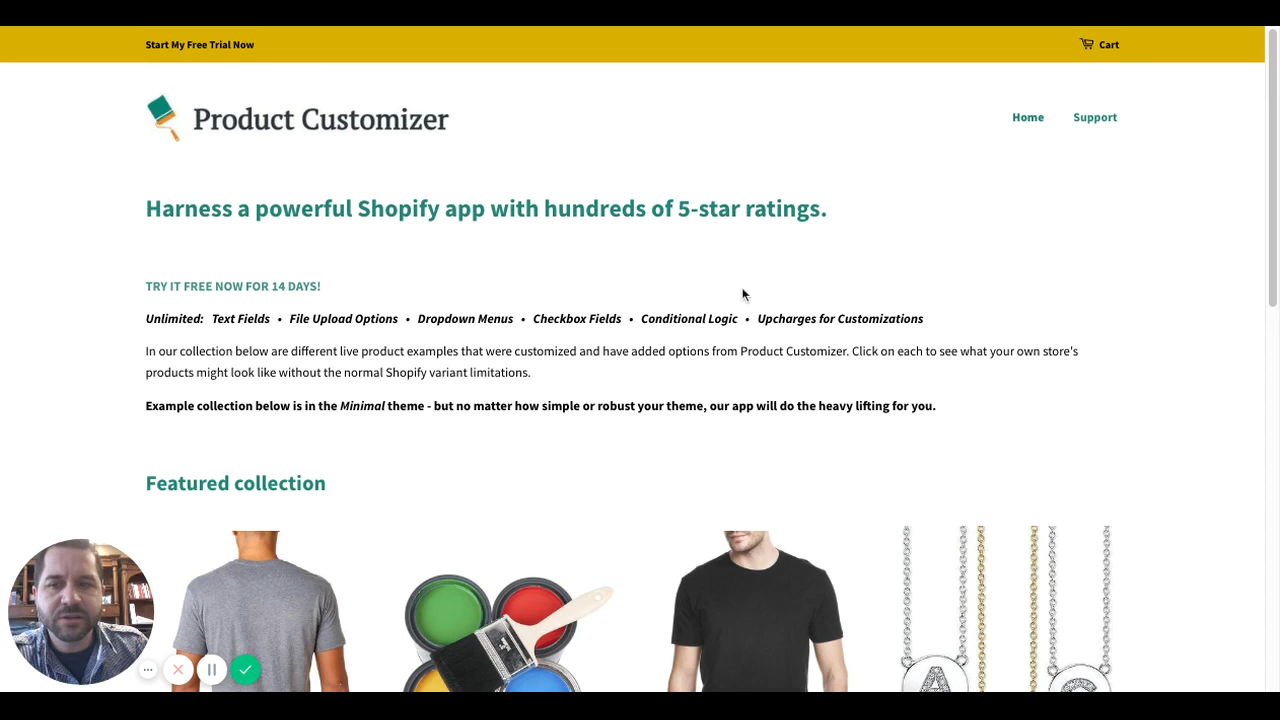 Start My Free Trial Now
Cart
Product Customizer
Home Support
Harness a powerful Shopify app with hundreds of 5-star ratings.
TRY IT FREE NOW FOR 14 DAYS!
Unlimited: Text Fields • File Upload Options • Dropdown Menus • Checkbox Fields • Conditional Logic • Upcharges for Customizations
In our collection below are different live product examples that were customized and have added options from Product Customizer. Click on each to see what your own store's
products might look like without the normal Shopify variant limitations.
Example collection below is in the Minimal theme - but no matter how simple or robust your theme, our app will do the heavy lifting for you.
Featured collection
A